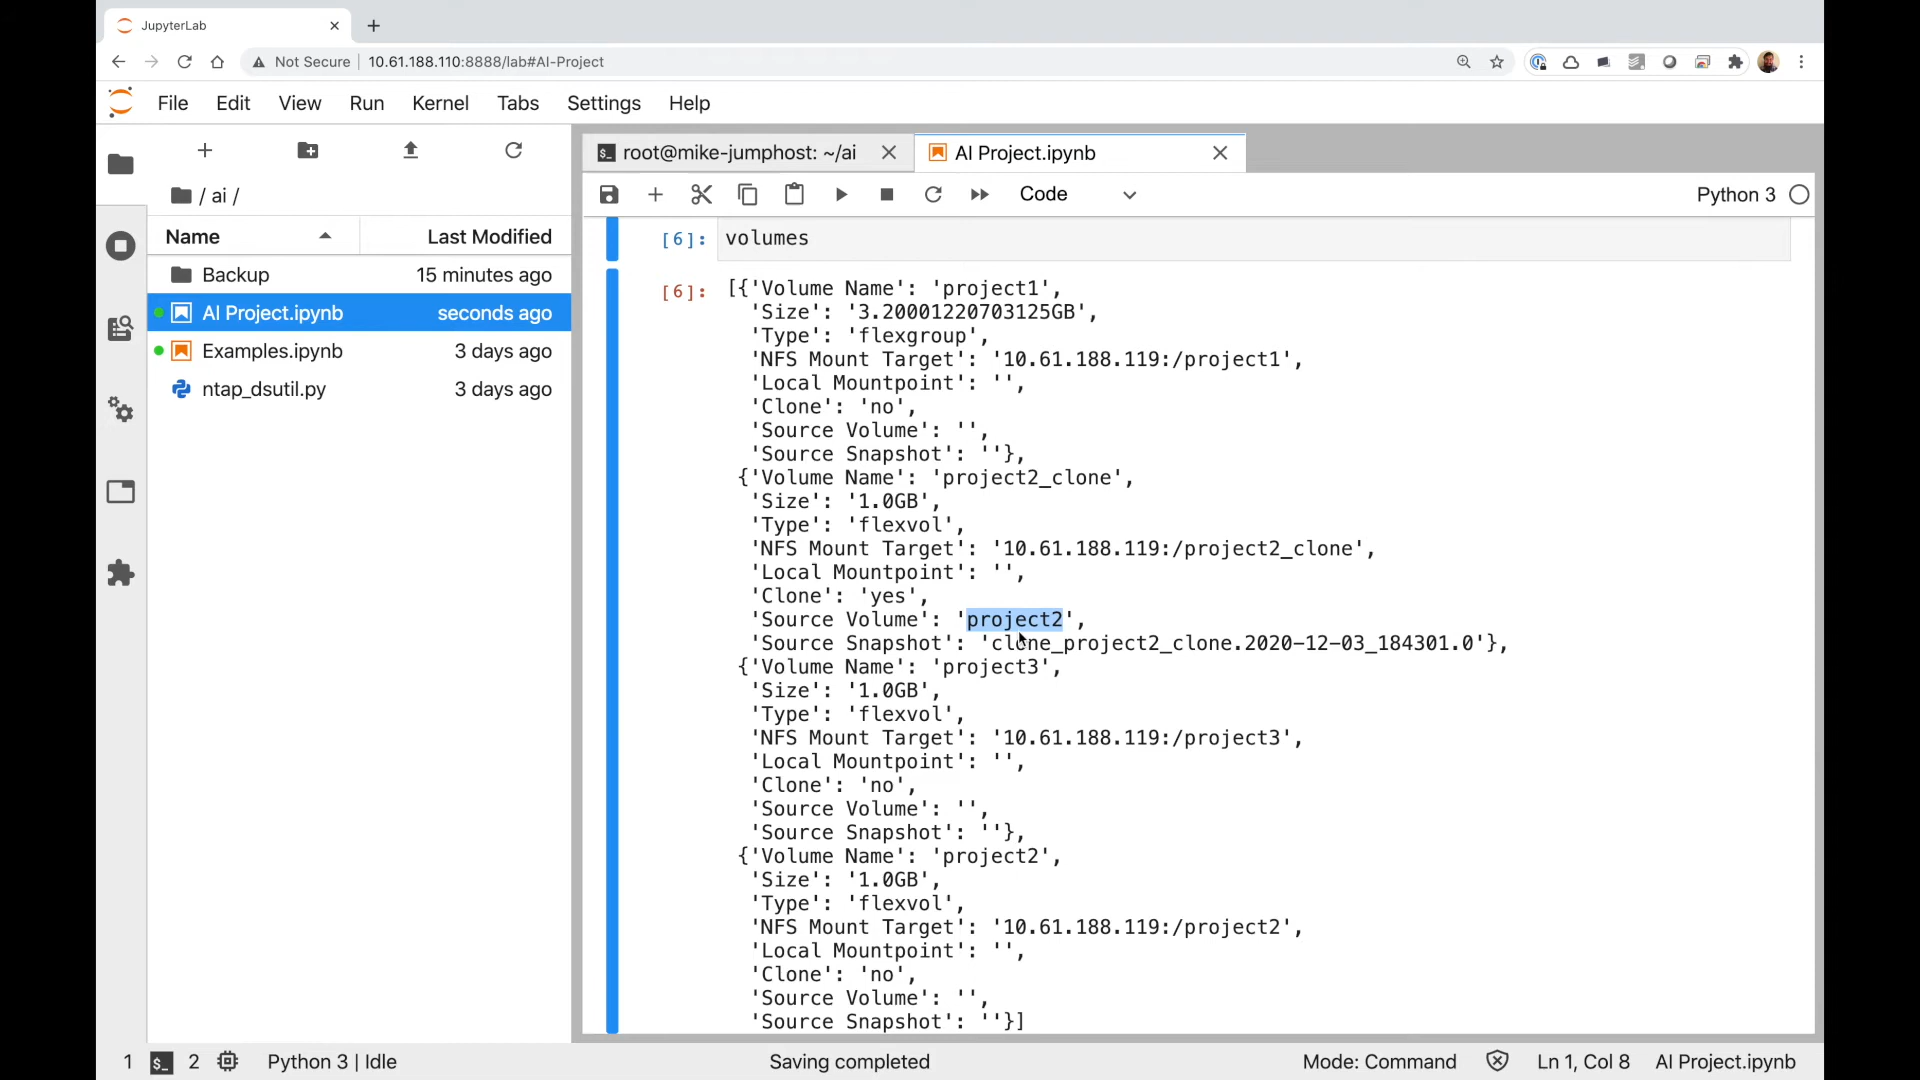 JupyterLab
Not Secure 10.61.188.110:8888/lab#AI-Project
File Edit View Run Kernel Tabs Settings Help
root@mike-jumphost: ~/ai
AI Project.ipynb
/ ai /
Code
Python 3
Name Last Modified
Backup 15 minutes ago
AI Project.ipynb seconds ago
Examples.ipynb 3 days ago
ntap_dsutil.py 3 days ago
[6]: volumes
[6]: [{'Volume Name': 'project1',
'Size': '3.20001220703125GB',
'Type': 'flexgroup',
'NFS Mount Target': '10.61.188.119:/project1',
'Local Mountpoint': '',
'Clone': 'no',
'Source Volume': '',
'Source Snapshot': ''},
{'Volume Name': 'project2_clone',
'Size': '1.0GB',
'Type': 'flexvol',
'NFS Mount Target': '10.61.188.119:/project2_clone',
'Local Mountpoint': '',
'Clone': 'yes',
'Source Volume': 'project2',
'Source Snapshot': 'clone_project2_clone.2020-12-03_184301.0'},
{'Volume Name': 'project3',
'Size': '1.0GB',
'Type': 'flexvol',
'NFS Mount Target': '10.61.188.119:/project3',
'Local Mountpoint': '',
'Clone': 'no',
'Source Volume': '',
'Source Snapshot': ''},
{'Volume Name': 'project2',
'Size': '1.0GB',
'Type': 'flexvol',
'NFS Mount Target': '10.61.188.119:/project2',
'Local Mountpoint': '',
'Clone': 'no',
'Source Volume': '',
'Source Snapshot': ''}]
1 2 Python 3 | Idle Saving completed Mode: Command Ln 1, Col 8 AI Project.ipynb